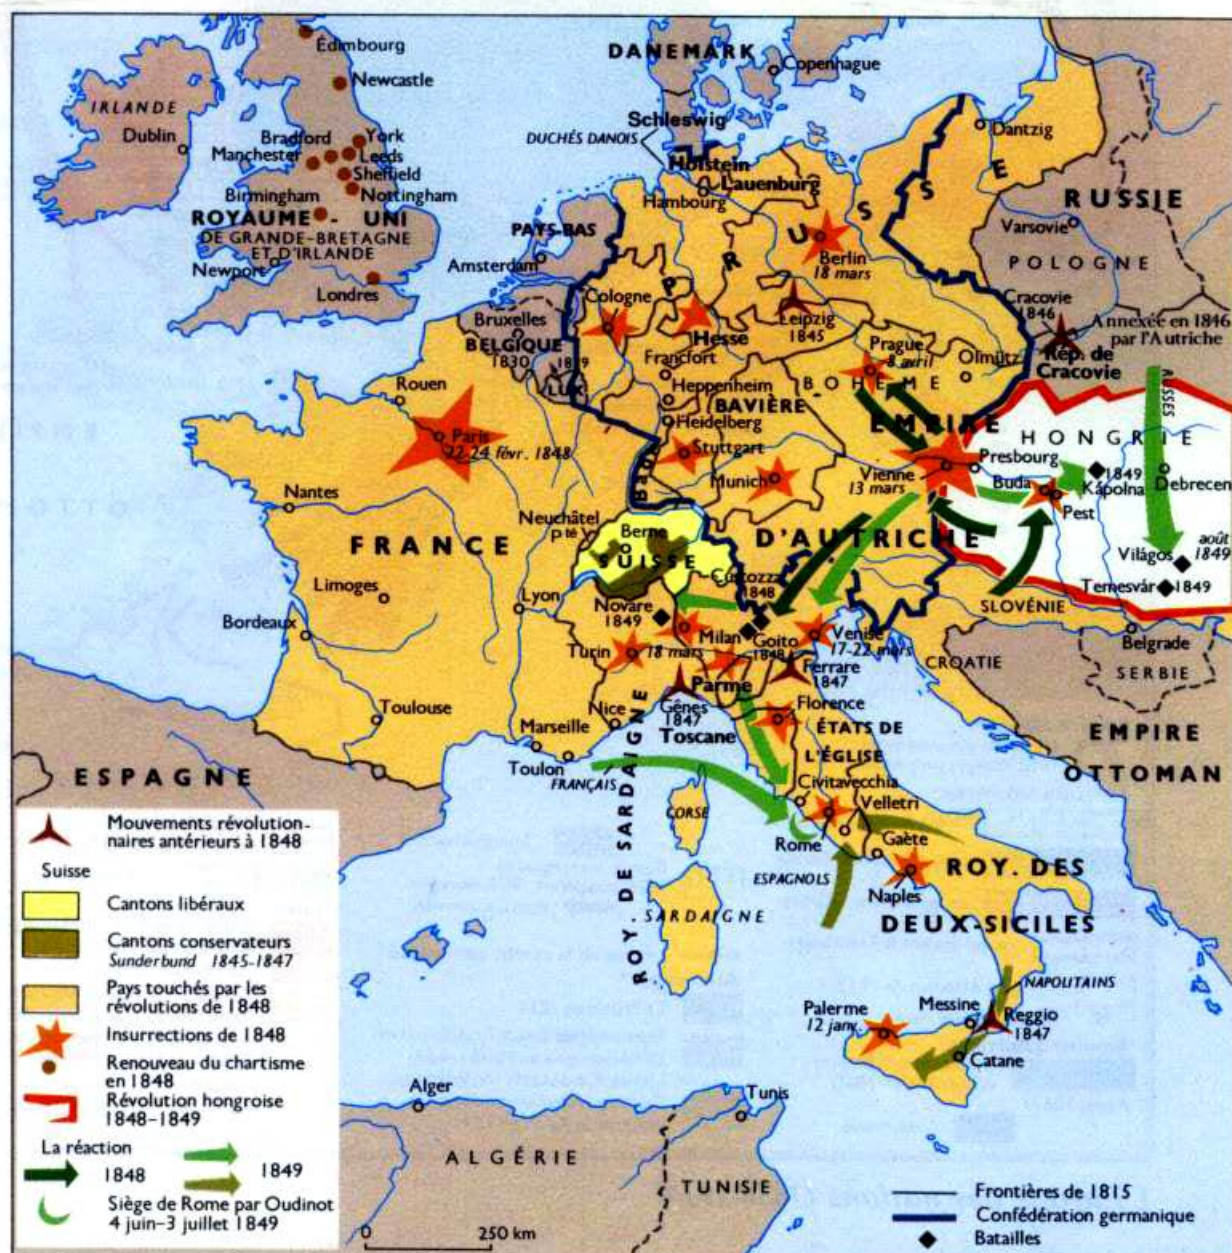 DANEMARK
Copenhague
Édimbourg
Newcastle
IRLANDE
Dublin
Bradford
York
Manchester
Leeds
Sheffield
Birmingham
Nottingham
ROYAUME - UNI
DE GRANDE-BRETAGNE
ET D'IRLANDE
Newport
Londres
Schleswig
DUCHÉS DANOIS
Holstein
Lauenburg
Hambourg
Dantzig
PRUSSE
RUSSIE
Varsovie
POLOGNE
PAYS-BAS
Amsterdam
Berlin
18 mars
Cologne
Leipzig
1845
Hesse
Cracovie
1846
Annexée en 1846
par l'Autriche
Rép. de
Cracovie
Bruxelles
BELGIQUE
1830
LUX.
Francfort
Prague
8 avril
Olmütz
BOHÊME
Heppenheim
BAVIÈRE
Heidelberg
Bade
Stuttgart
Munich
EMPIRE
D'AUTRICHE
RUSSES
HONGRIE
Presbourg
Vienne
13 mars
Buda
Pest
1849
Kápolna
Debrecen
Világos
août
1849
Temesvár
1849
Rouen
Paris
22-24 févr. 1848
Nantes
FRANCE
Neuchâtel
pté
Berne
SUISSE
Limoges
Lyon
Bordeaux
Custozza
1848
Novare
1849
Milan
18 mars
Goito
1848
Venise
17-22 mars
SLOVÉNIE
Belgrade
CROATIE
SERBIE
Turin
Parme
Ferrare
1847
Gênes
1847
Nice
Toulouse
Marseille
Toulon
Toscane
Florence
ÉTATS DE
L'ÉGLISE
EMPIRE
OTTOMAN
ESPAGNE
FRANÇAIS
ROY. DE SARDAIGNE
CORSE
SARDAIGNE
Civitavecchia
Velletri
Rome
Gaète
ESPAGNOLS
Naples
ROY. DES
DEUX-SICILES
NAPOLITAINS
Messine
Reggio
1847
Palerme
12 janv.
Catane
Alger
Tunis
ALGÉRIE
TUNISIE
Mouvements révolution-
naires antérieurs à 1848
Suisse
Cantons libéraux
Cantons conservateurs
Sunderbund 1845-1847
Pays touchés par les
révolutions de 1848
Insurrections de 1848
Renouveau du chartisme
en 1848
Révolution hongroise
1848-1849
La réaction
1848
1849
Siège de Rome par Oudinot
4 juin-3 juillet 1849
0
250 km
Frontières de 1815
Confédération germanique
Batailles